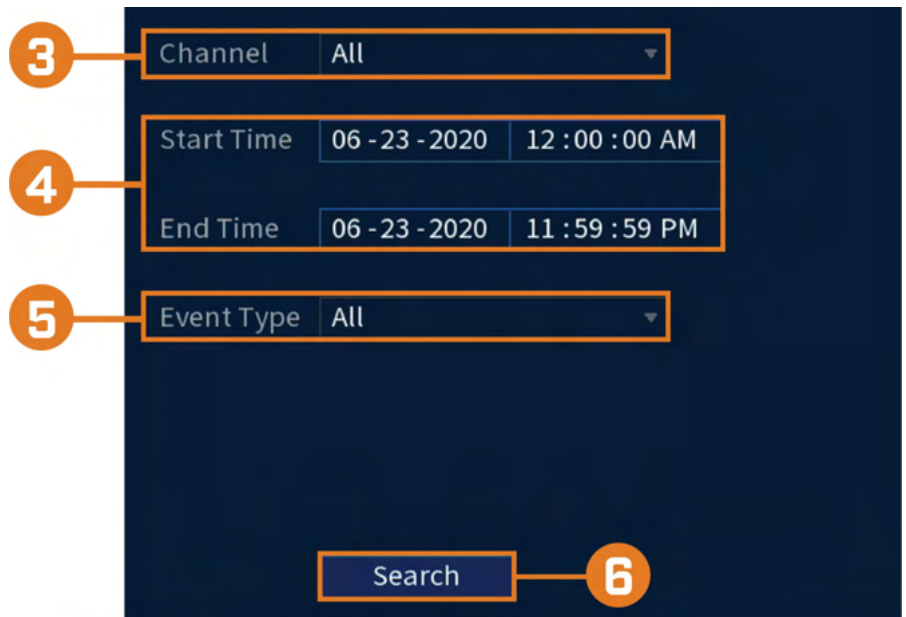 3 Channel All
Start Time 06 - 23 - 2020 12 : 00 : 00 AM
4
End Time 06 - 23 - 2020 11 : 59 : 59 PM
5 Event Type All
Search 6